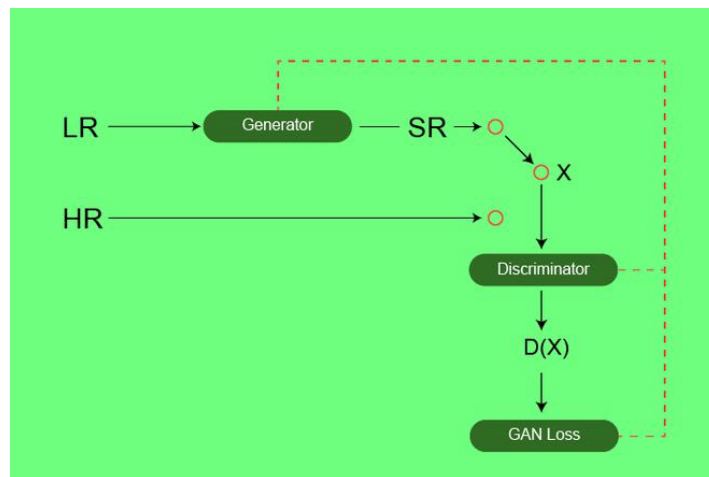 LR
Generator
SR
X
HR
Discriminator
D(X)
GAN Loss